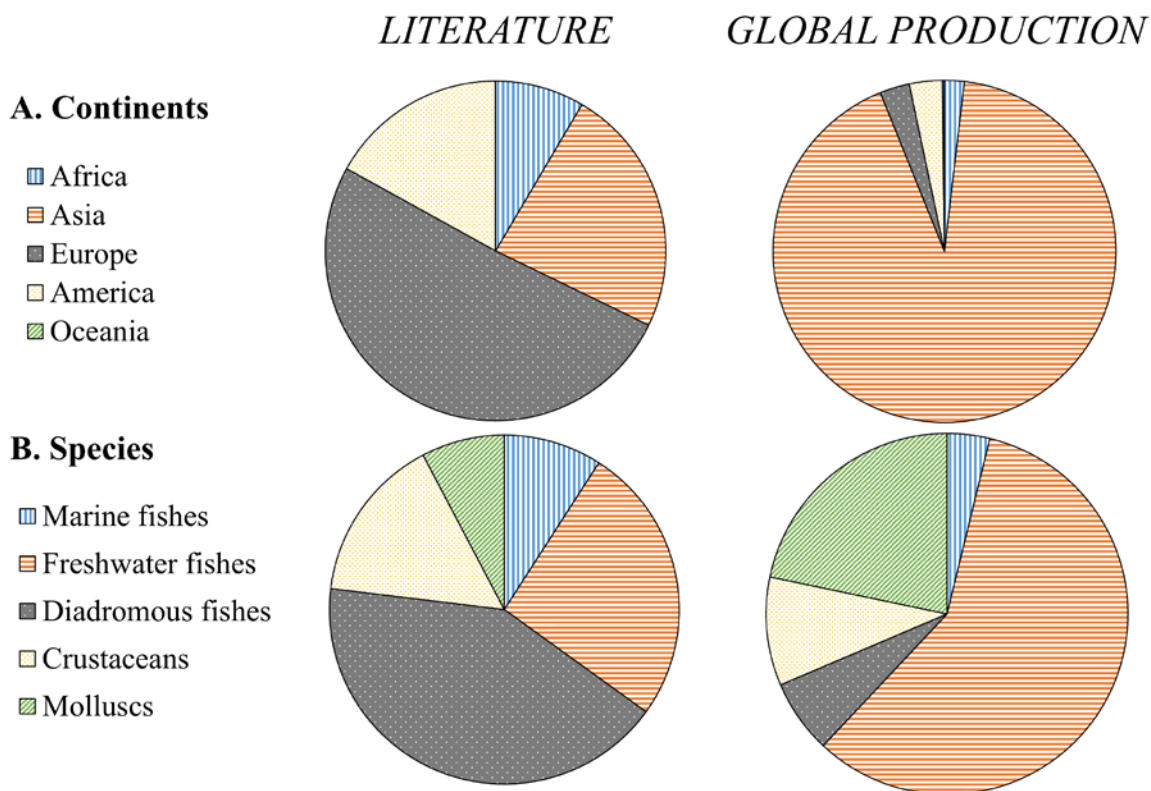 LITERATURE
GLOBAL PRODUCTION
A. Continents
Africa
Asia
Europe
America
Oceania
B. Species
Marine fishes
Freshwater fishes
Diadromous fishes
Crustaceans
Molluscs